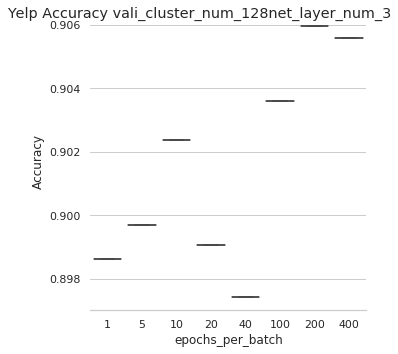 Yelp Accuracy vali_cluster_num_128net_layer_num_3
0.906
0.904
0.902
0.900
0.898
Accuracy
1 5 10 20 40 100 200 400
epochs_per_batch